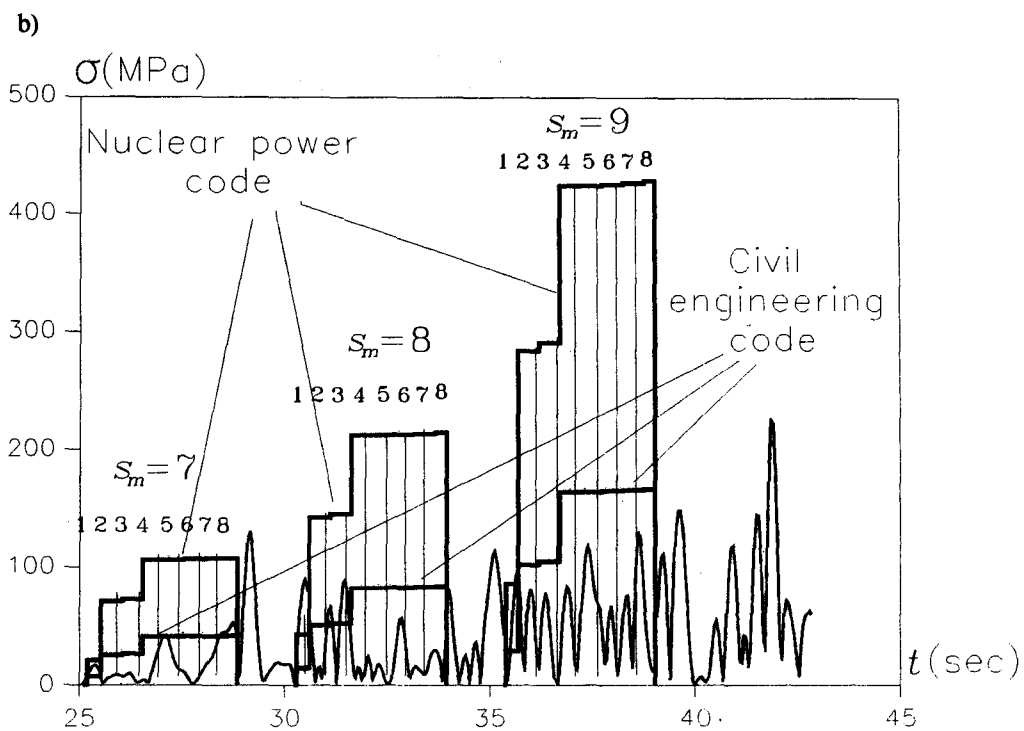 b)
σ(MPa)
500
400
300
200
100
0
Nuclear power
code
S_m=9
1 2 3 4 5 6 7 8
Civil
engineering
code
S_m=8
1 2 3 4 5 6 7 8
S_m=7
1 2 3 4 5 6 7 8
t(sec)
25 30 35 40. 45